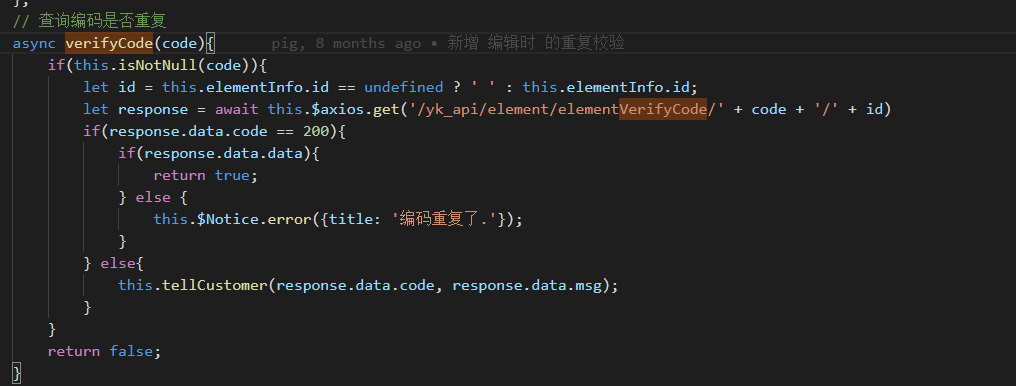 },
// 查询编码是否重复
async verifyCode(code){ pig, 8 months ago • 新增 编辑时 的重复校验
if(this.isNotNull(code)){
let id = this.elementInfo.id == undefined ? ' ' : this.elementInfo.id;
let response = await this.$axios.get('/yk_api/element/elementVerifyCode/' + code + '/' + id)
if(response.data.code == 200){
if(response.data.data){
return true;
} else {
this.$Notice.error({title: '编码重复了.'});
}
} else{
this.tellCustomer(response.data.code, response.data.msg);
}
}
return false;
}